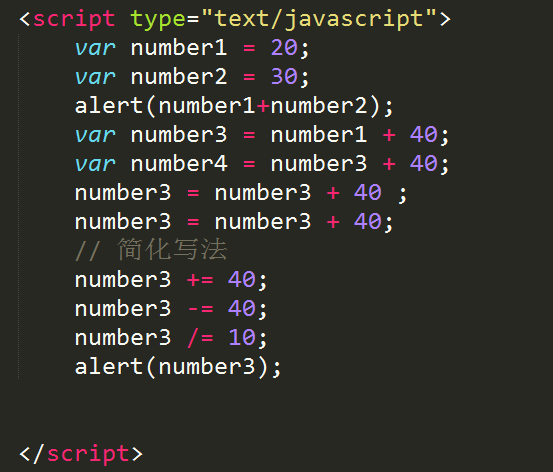 <script type="text/javascript">
var number1 = 20;
var number2 = 30;
alert(number1+number2);
var number3 = number1 + 40;
var number4 = number3 + 40;
number3 = number3 + 40 ;
number3 = number3 + 40;
// 简化写法
number3 += 40;
number3 -= 40;
number3 /= 10;
alert(number3);
</script>